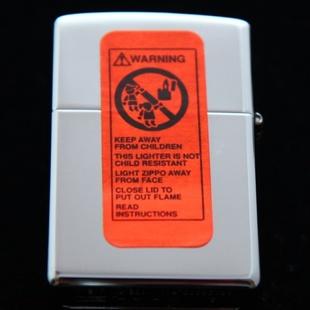 WARNING
KEEP AWAY
FROM CHILDREN
THIS LIGHTER IS NOT
CHILD RESISTANT
LIGHT ZIPPO AWAY
FROM FACE
CLOSE LID TO
PUT OUT FLAME
READ
INSTRUCTIONS